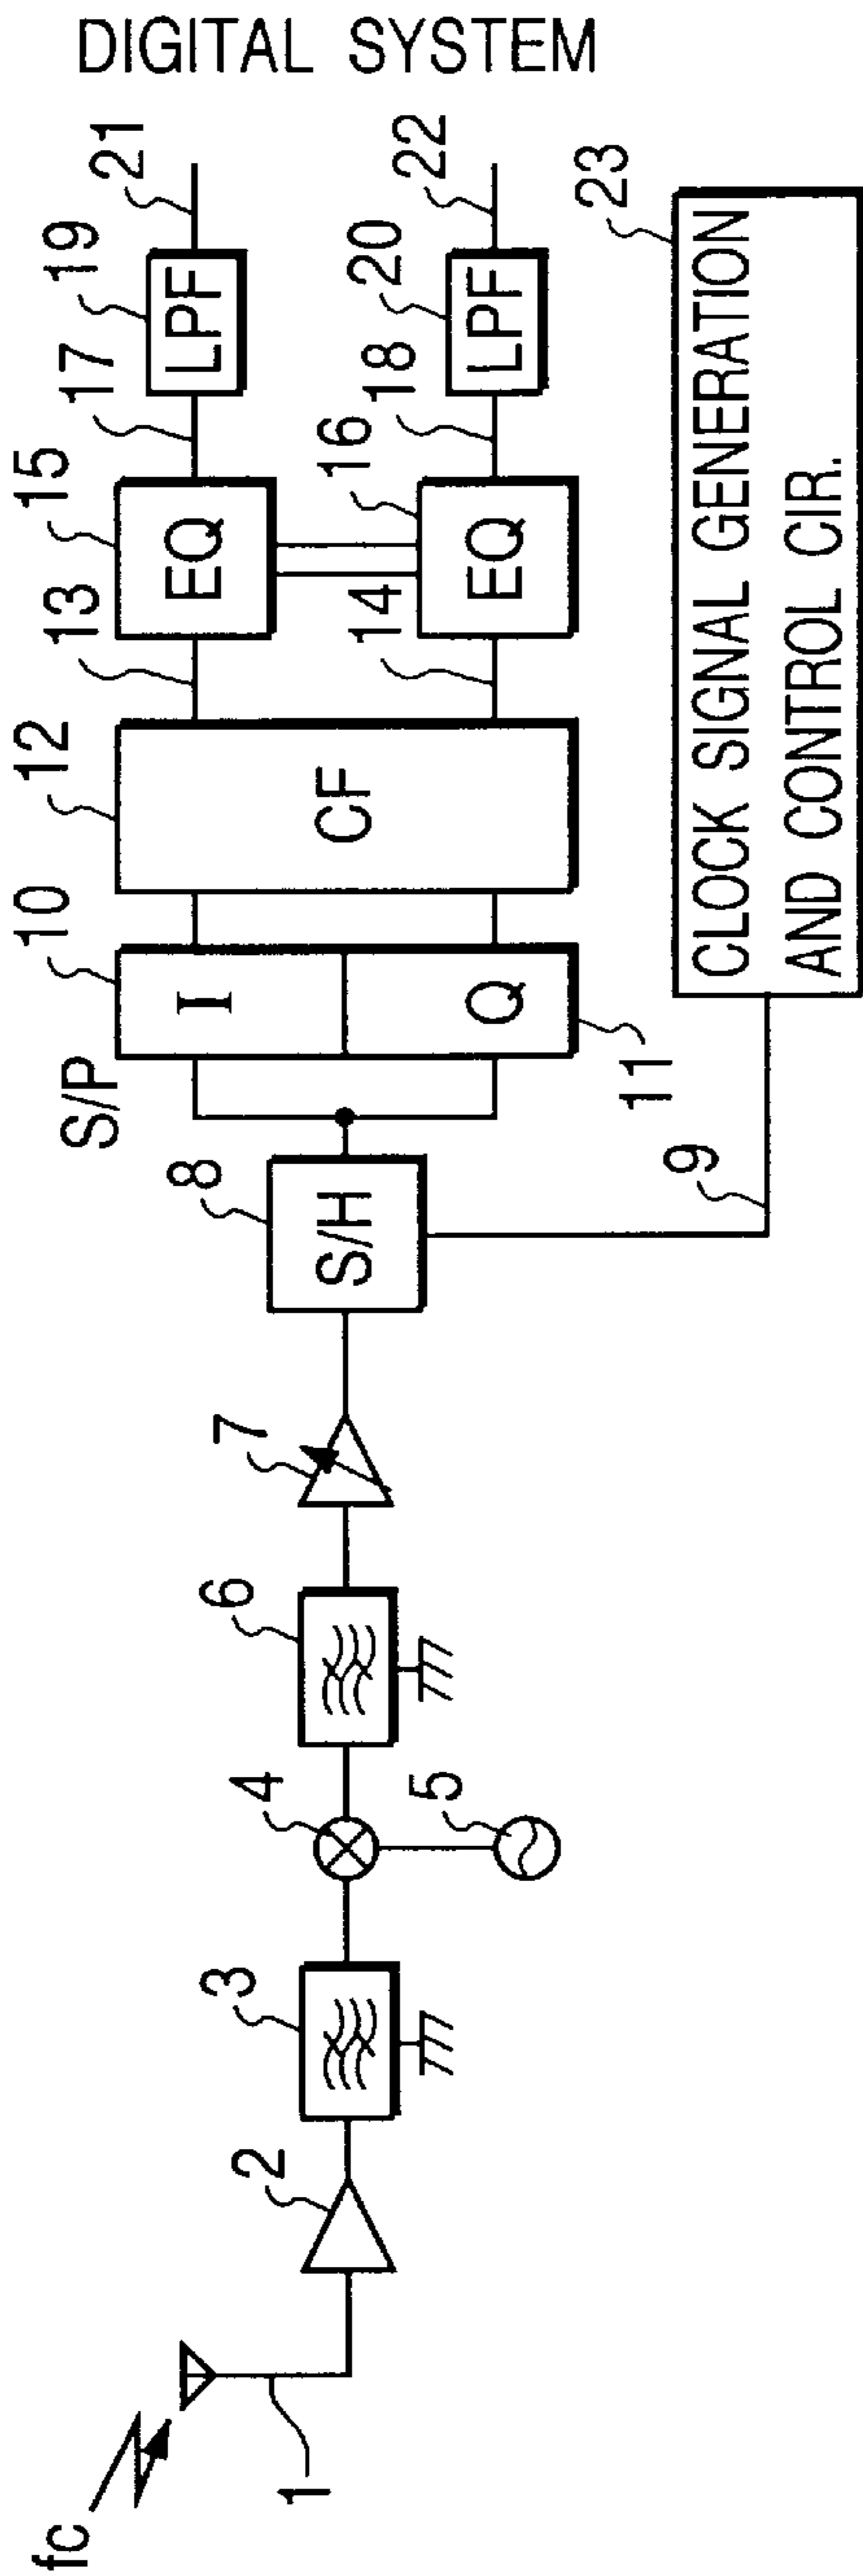 DIGITAL SYSTEM
fc
1
2
3
4
5
6
7
8
S/H
9
S/P
10
I
Q
11
12
CF
13
14
15
EQ
16
EQ
17
18
19
LPF
20
LPF
21
22
23
CLOCK SIGNAL GENERATION
AND CONTROL CIR.